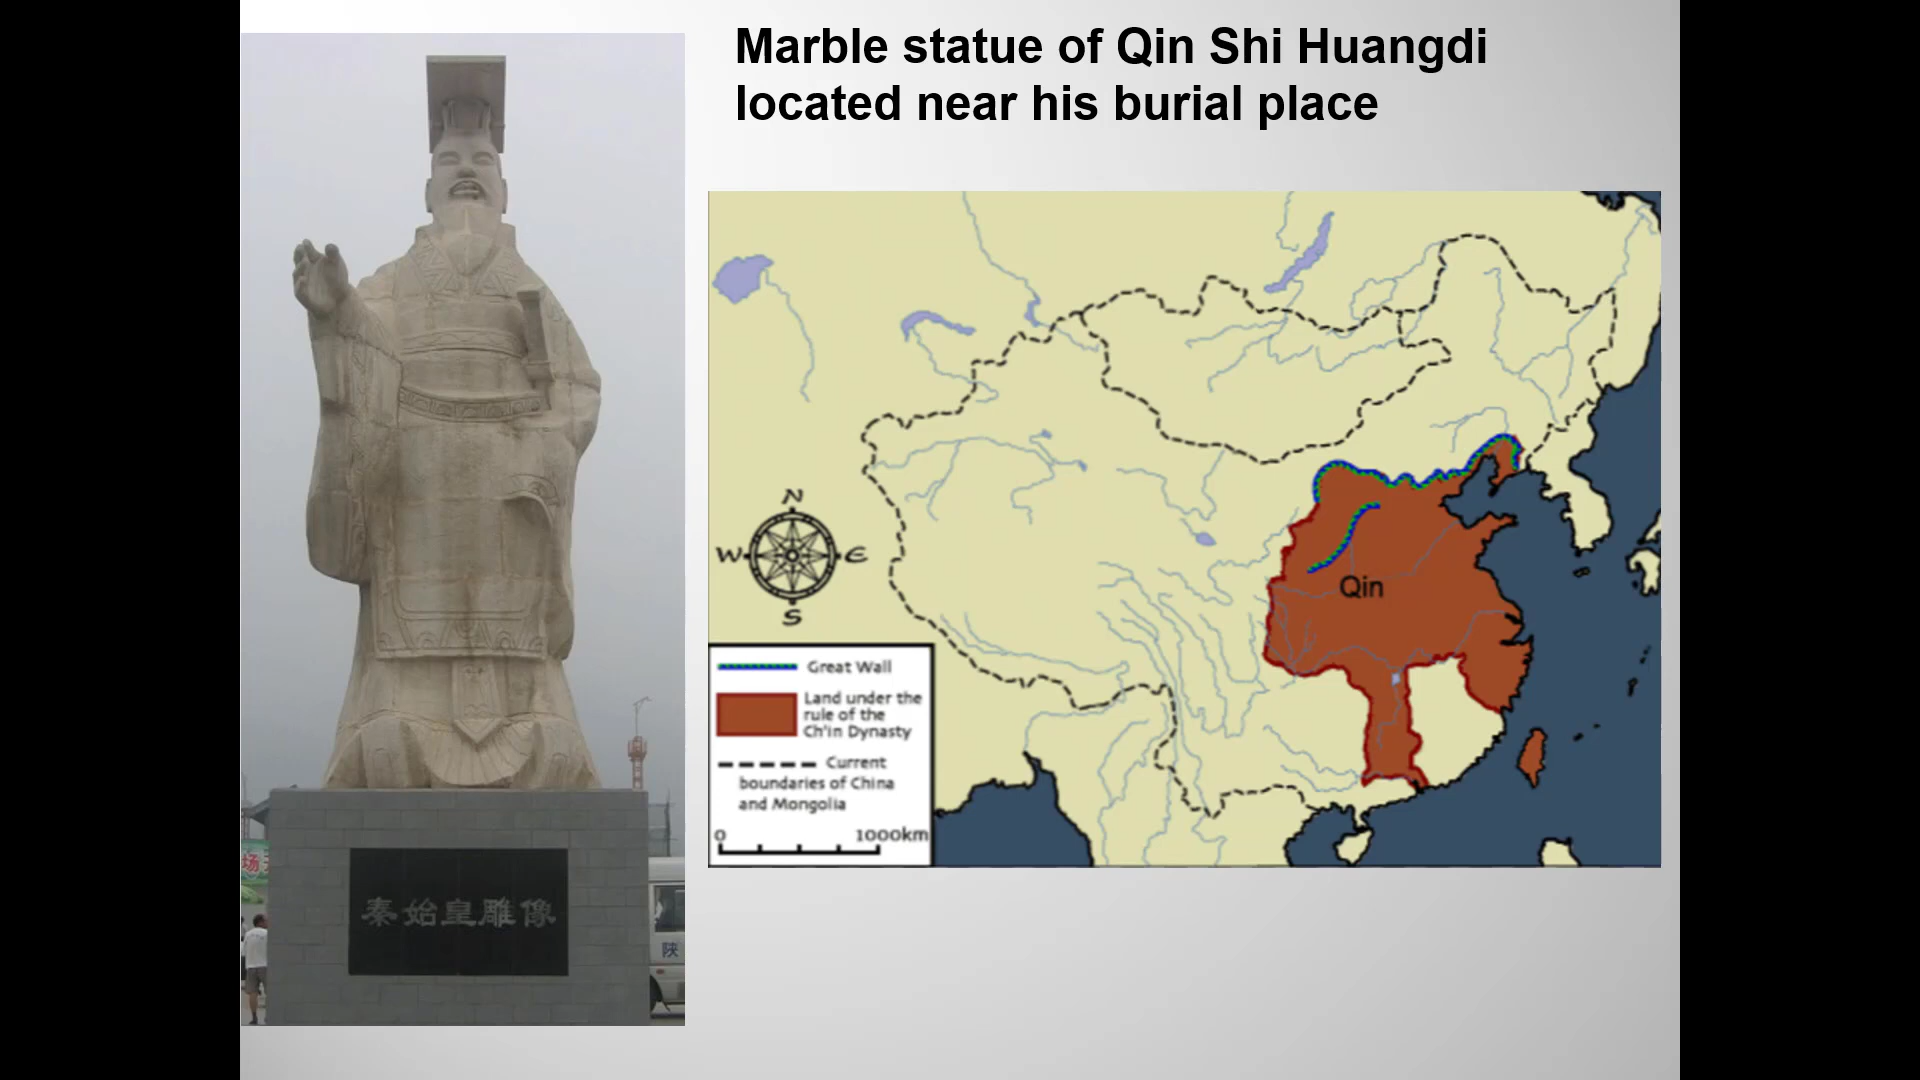 Marble statue of Qin Shi Huangdi
located near his burial place
N
W
E
S
Qin
Great Wall
Land under the
rule of the
Ch'in Dynasty
Current
boundaries of China
and Mongolia
0 1000km
秦始皇雕像
场
陕